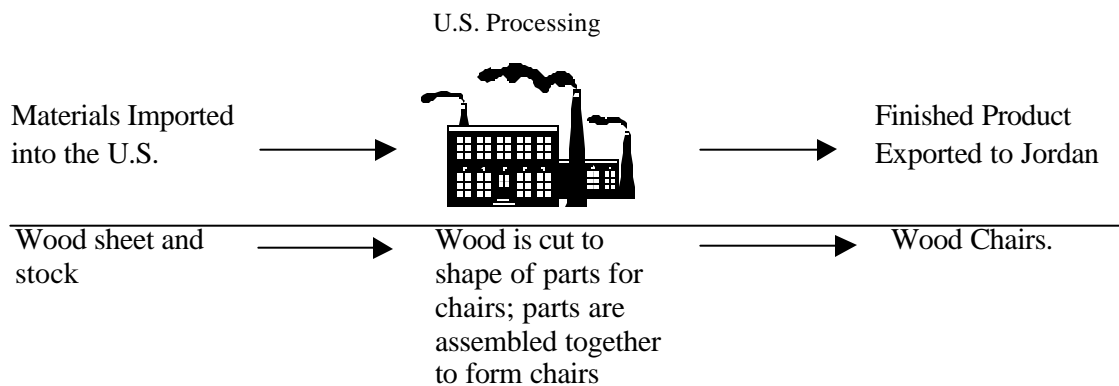 U.S. Processing
Materials Imported
into the U.S.
Finished Product
Exported to Jordan
Wood sheet and
stock
Wood is cut to
shape of parts for
chairs; parts are
assembled together
to form chairs
Wood Chairs.